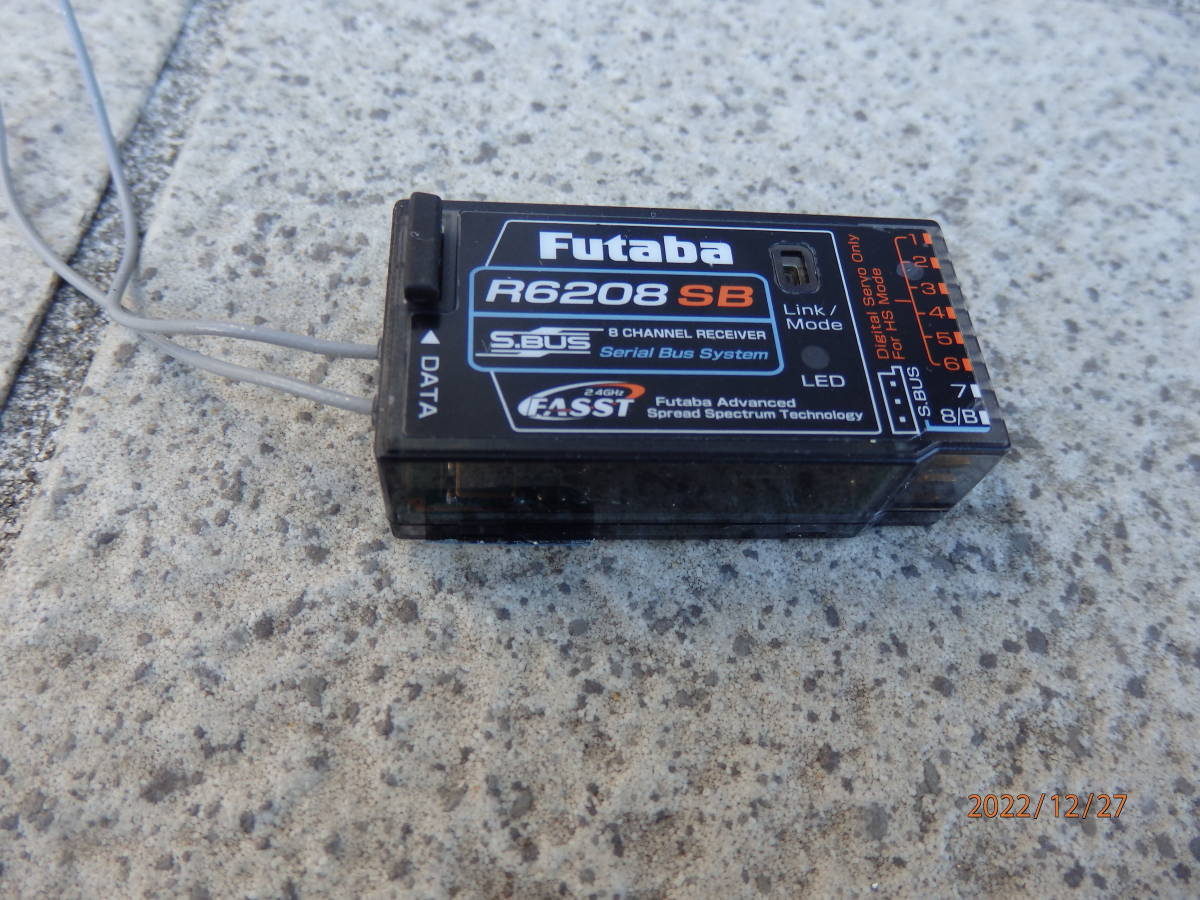 Futaba
R6208 SB
S.BUS
8 CHANNEL RECEIVER
Serial Bus System
2.4GHz
FASST
Futaba Advanced
Spread Spectrum Technology
◀ DATA
Link /
Mode
LED
Digital Servo Only
For HS Mode
S.BUS
1
2
3
4
5
6
7
8/B
2022/12/27